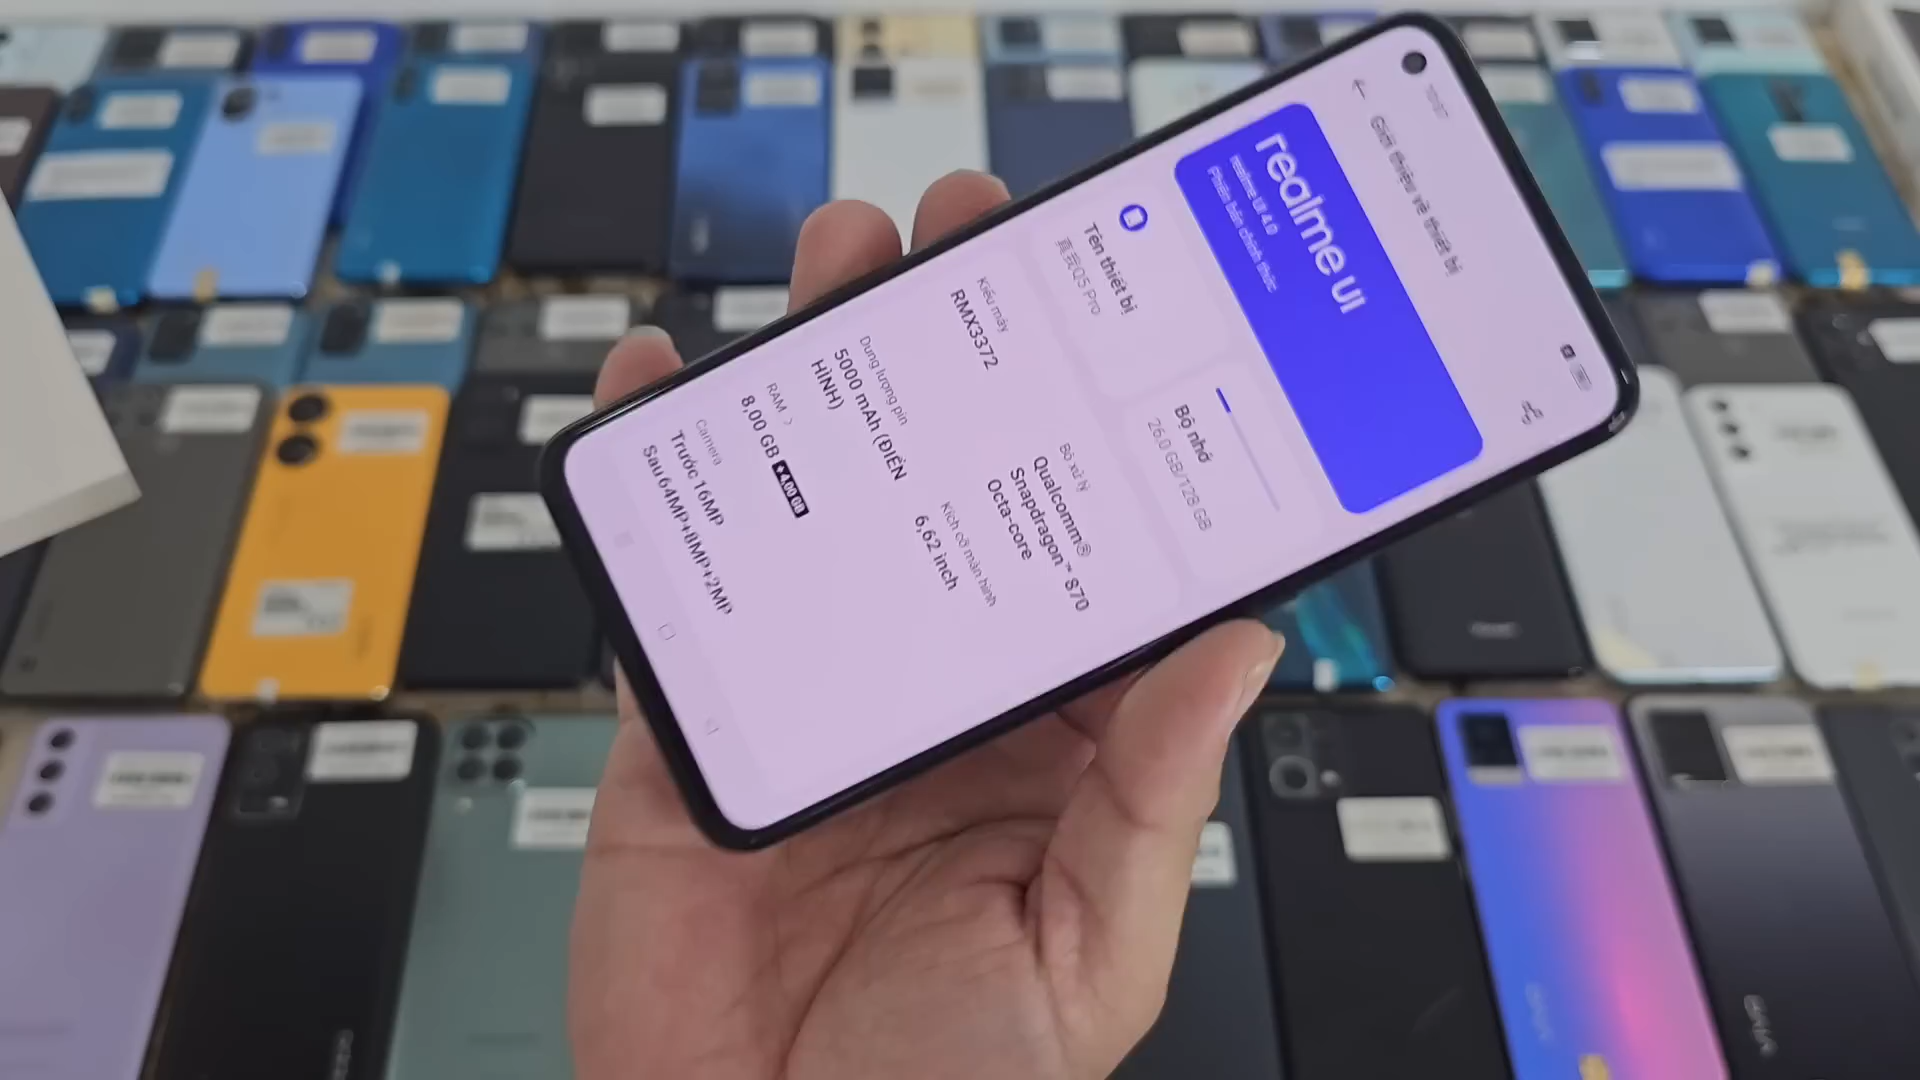 Giới thiệu về thiết bị
realme UI
realme UI 4.0
Phiên bản chính thức
Tên thiết bị
真我Q5 Pro
Bộ nhớ
26.0 GB/128 GB
Kiểu máy
RMX3372
Bộ xử lý
Qualcomm®
Snapdragon™ 870
Octa-core
Dung lượng pin
5000 mAh (ĐIỂN
HÌNH)
Kích cỡ màn hình
6,62 inch
RAM >
8,00 GB +4,00 GB
Camera
Trước 16MP
Sau 64MP+8MP+2MP